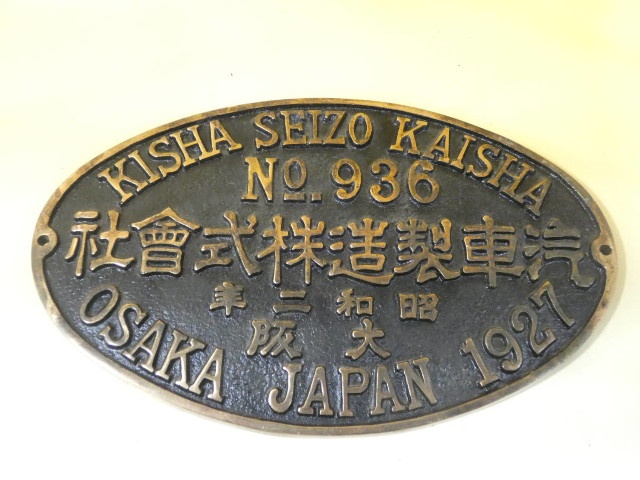 KISHA SEIZO KAISHA
No. 936
汽車製造株式會社
昭和二年
大阪
OSAKA JAPAN 1927